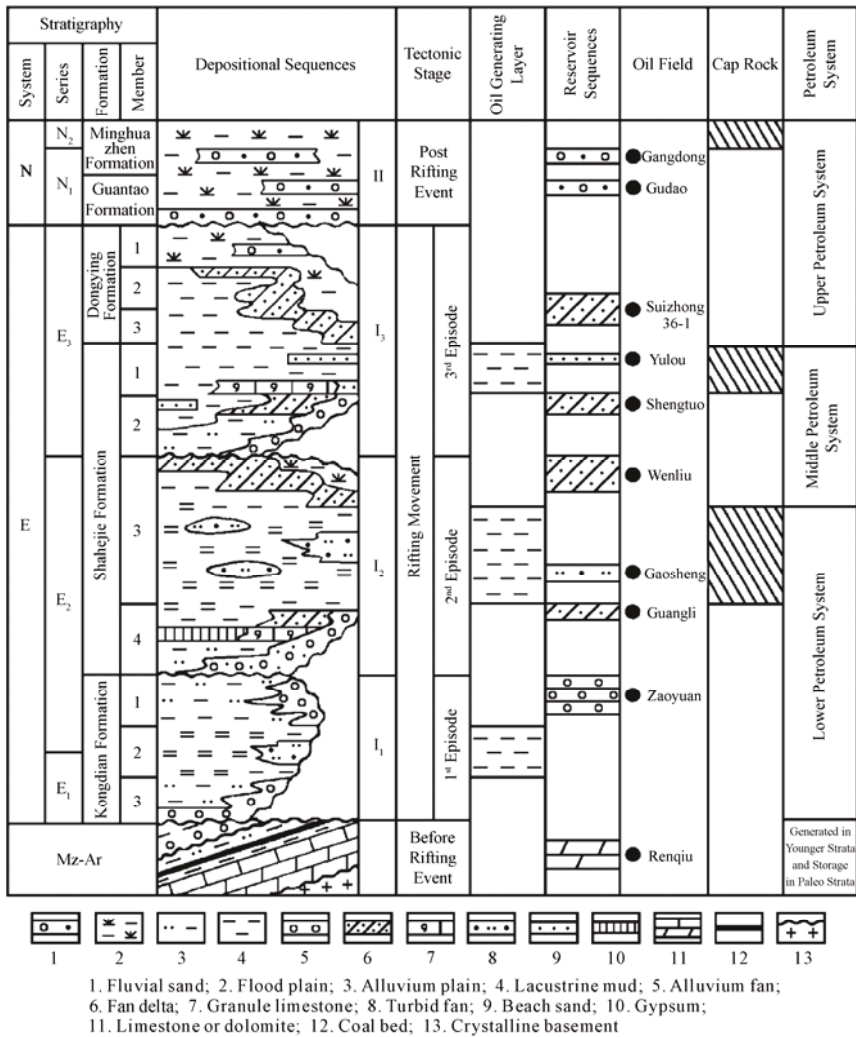 Stratigraphy
System
Series
Formation
Member
Depositional Sequences
Tectonic
Stage
Oil Generating
Layer
Reservoir
Sequences
Oil Field
Cap Rock
Petroleum
System
N
N₂
N₁
Minghua
zhen
Formation
Guantao
Formation
II
Post
Rifting
Event
Gangdong
Gudao
Upper Petroleum System
E
E₃
Dongying
Formation
1
2
3
I₃
Rifting Movement
3rd Episode
Suizhong
36-1
Shahejie Formation
1
2
Yulou
Shengtuo
Middle Petroleum
System
E₂
3
4
I₂
2nd Episode
Wenliu
Gaosheng
Guangli
Lower Petroleum System
Kongdian Formation
1
2
3
E₁
I₁
1st Episode
Zaoyuan
Mz-Ar
Before
Rifting
Event
Renqiu
Generated in
Younger Strata
and Storage
in Paleo Strata
1 2 3 4 5 6 7 8 9 10 11 12 13
1. Fluvial sand; 2. Flood plain; 3. Alluvium plain; 4. Lacustrine mud; 5. Alluvium fan;
6. Fan delta; 7. Granule limestone; 8. Turbid fan; 9. Beach sand; 10. Gypsum;
11. Limestone or dolomite; 12. Coal bed; 13. Crystalline basement